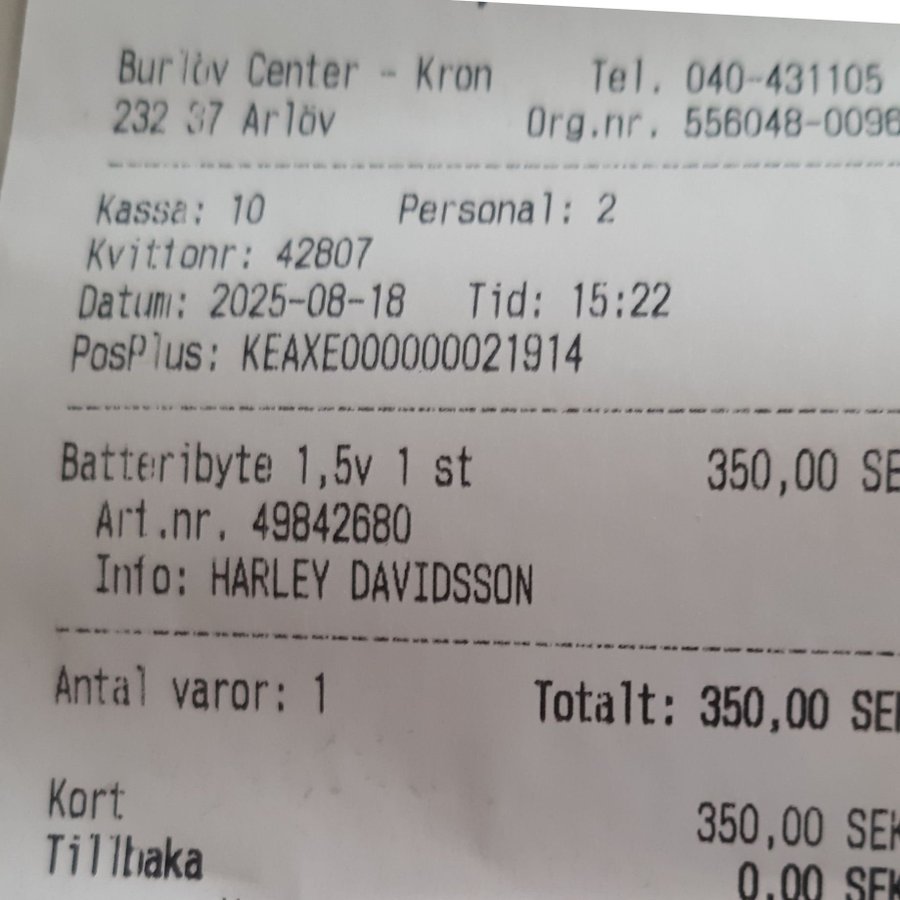 Burlöv Center - Kron Tel. 040-431105
232 37 Arlöv Org.nr. 556048-0096
Kassa: 10 Personal: 2
Kvittonr: 42807
Datum: 2025-08-18 Tid: 15:22
PosPlus: KEAXE000000021914
Batteribyte 1,5v 1 st 350,00 SE
Art.nr. 49842680
Info: HARLEY DAVIDSSON
Antal varor: 1 Totalt: 350,00 SEK
Kort 350,00 SEK
Tillbaka 0,00 SEK